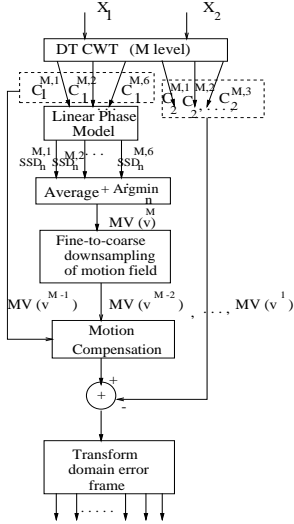 X1 X2
DT CWT (M level)
C1^M,1 C1^M,2 . . . C1^M,6 C2^M,1 C2^M,2 . . . . C2^M,3
Linear Phase
Model
SSDn^M,1 SSDn^M,2 . . . SSDn^M,6
Average + Argmin n
MV (v^M)
Fine-to-coarse
downsampling
of motion field
MV (v^M-1) MV (v^M-2) , . . . , MV (v^1)
Motion
Compensation
+
+
-
Transform
domain error
frame
. . . . .